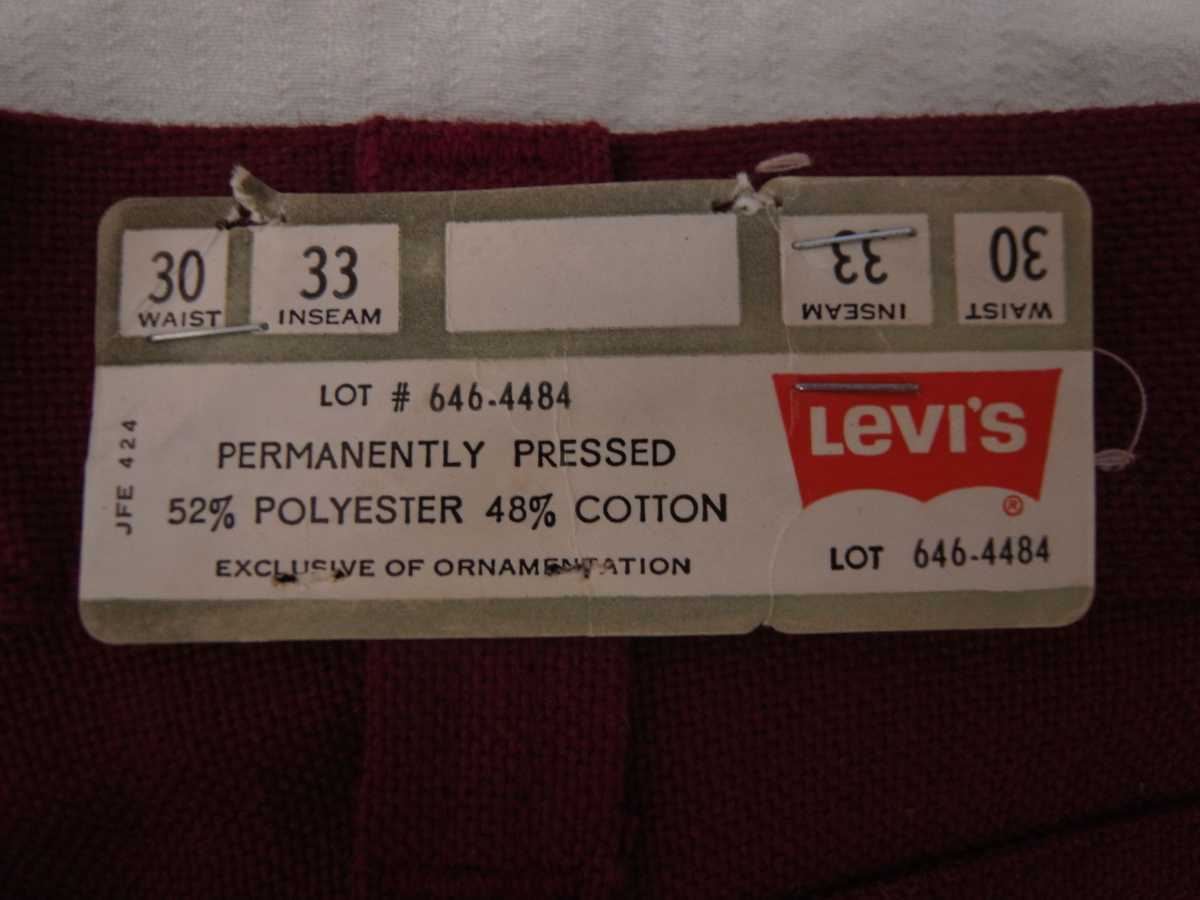 30 33 33 30
WAIST INSEAM INSEAM WAIST
LOT # 646-4484
PERMANENTLY PRESSED
52% POLYESTER 48% COTTON
EXCLUSIVE OF ORNAMENTATION
JFE 424
LEVI'S
®
LOT 646-4484